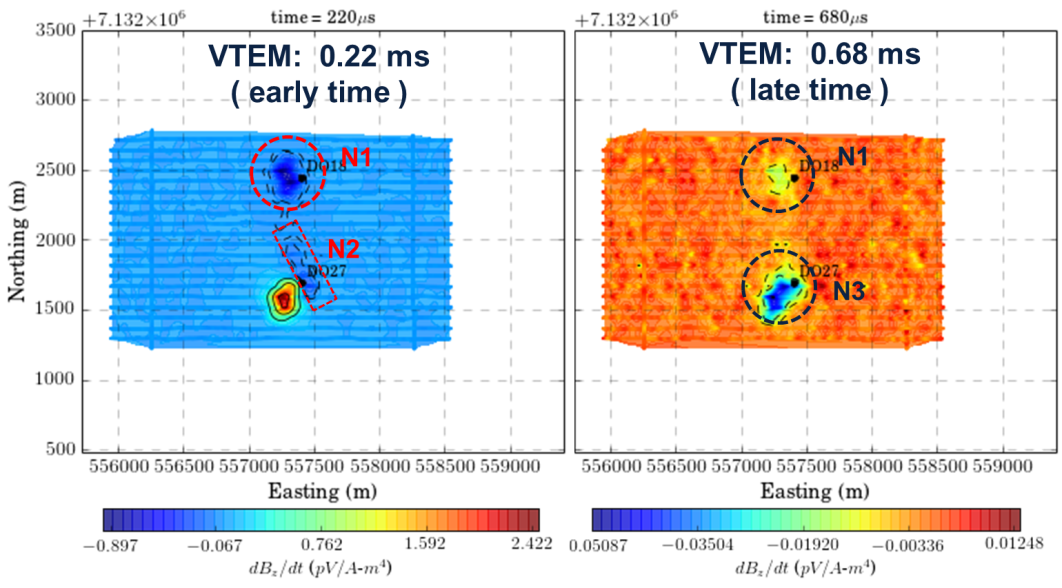 +7.132×10⁶ time = 220μs
VTEM: 0.22 ms
( early time )
3500
3000
2500
2000
1500
1000
500
Northing (m)
N1
DO18
N2
DO27
556000 556500 557000 557500 558000 558500 559000
Easting (m)
−0.897 −0.067 0.762 1.592 2.422
dB_z/dt (pV/A-m⁴)
+7.132×10⁶ time = 680μs
VTEM: 0.68 ms
( late time )
N1
DO18
DO27
N3
556000 556500 557000 557500 558000 558500 559000
Easting (m)
0.05087 −0.03504 −0.01920 −0.00336 0.01248
dB_z/dt (pV/A-m⁴)